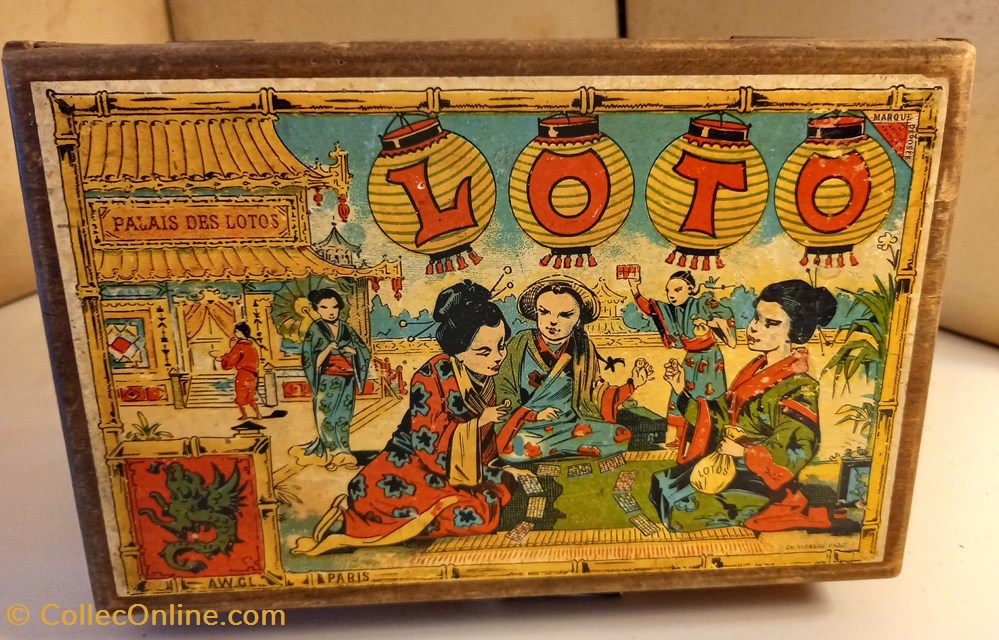 MARQUE
DÉPOSÉE
LOTO
PALAIS DES LOTOS
LOTOS
A.W. CL.
PARIS
© CollecOnline.com